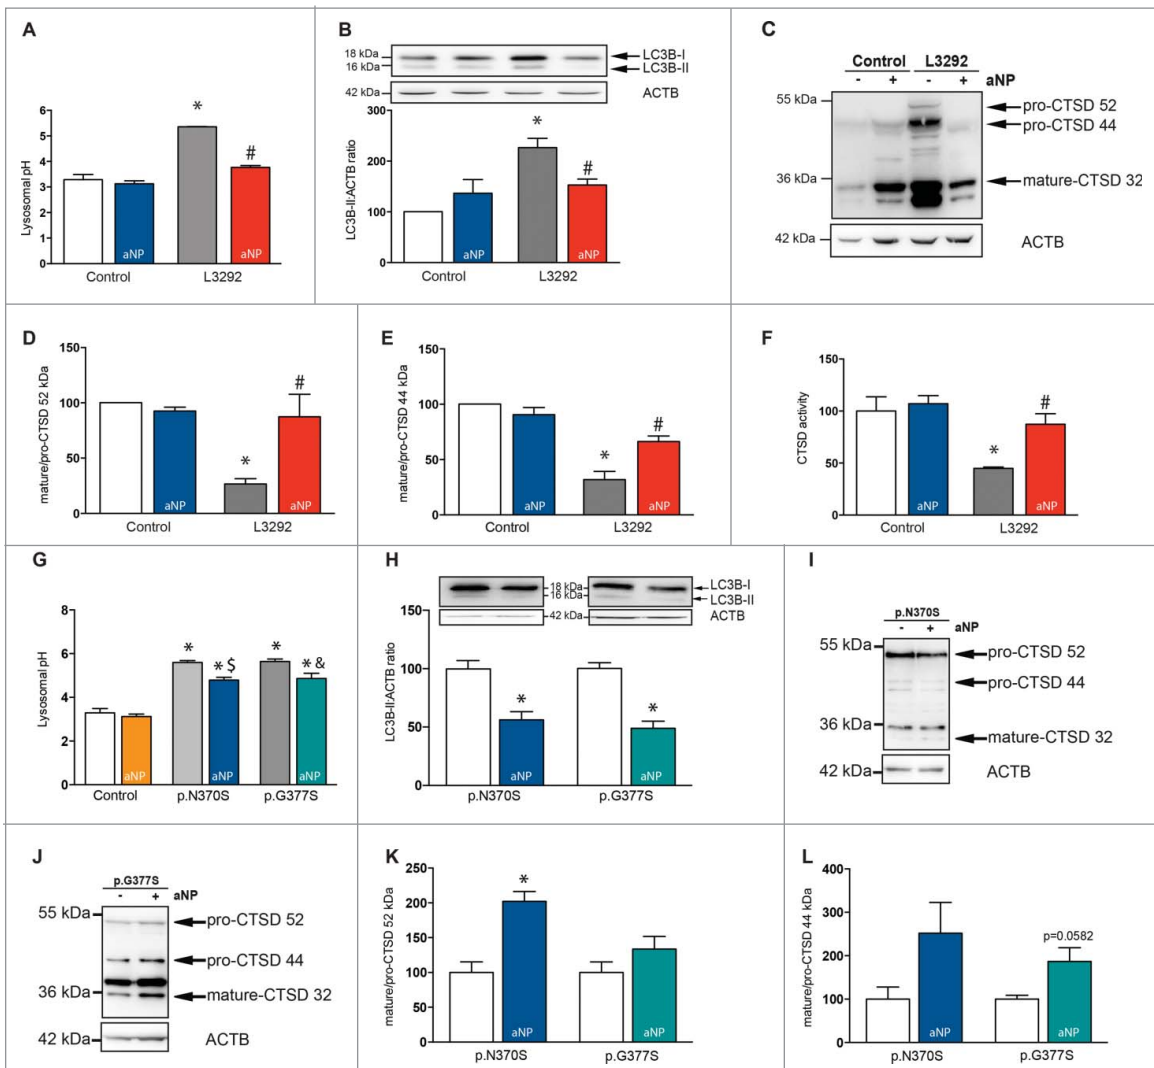 A
6
5
4
3
2
1
0
Lysosomal pH
*
#
aNP
aNP
Control
L3292
B
18 kDa
16 kDa
LC3B-I
LC3B-II
42 kDa
ACTB
300
200
100
0
LC3B-II:ACTB ratio
*
#
aNP
aNP
Control
L3292
C
Control L3292
- + - + aNP
55 kDa
pro-CTSD 52
pro-CTSD 44
36 kDa
mature-CTSD 32
42 kDa
ACTB
D
150
100
50
0
mature/pro-CTSD 52 kDa
*
#
aNP
aNP
Control
L3292
E
150
100
50
0
mature/pro-CTSD 44 kDa
*
#
aNP
aNP
Control
L3292
F
150
100
50
0
CTSD activity
*
#
aNP
aNP
Control
L3292
G
8
6
4
2
0
Lysosomal pH
*
*$
*
*&
aNP
aNP
aNP
Control
p.N370S
p.G377S
H
18 kDa
16 kDa
LC3B-I
LC3B-II
42 kDa
ACTB
150
100
50
0
LC3B-II:ACTB ratio
*
*
aNP
aNP
p.N370S
p.G377S
I
p.N370S
- + aNP
55 kDa
pro-CTSD 52
pro-CTSD 44
36 kDa
mature-CTSD 32
42 kDa
ACTB
J
p.G377S
- + aNP
55 kDa
pro-CTSD 52
pro-CTSD 44
36 kDa
mature-CTSD 32
42 kDa
ACTB
K
250
200
150
100
50
0
mature/pro-CTSD 52 kDa
*
aNP
aNP
p.N370S
p.G377S
L
400
300
200
100
0
mature/pro-CTSD 44 kDa
p=0.0582
aNP
aNP
p.N370S
p.G377S